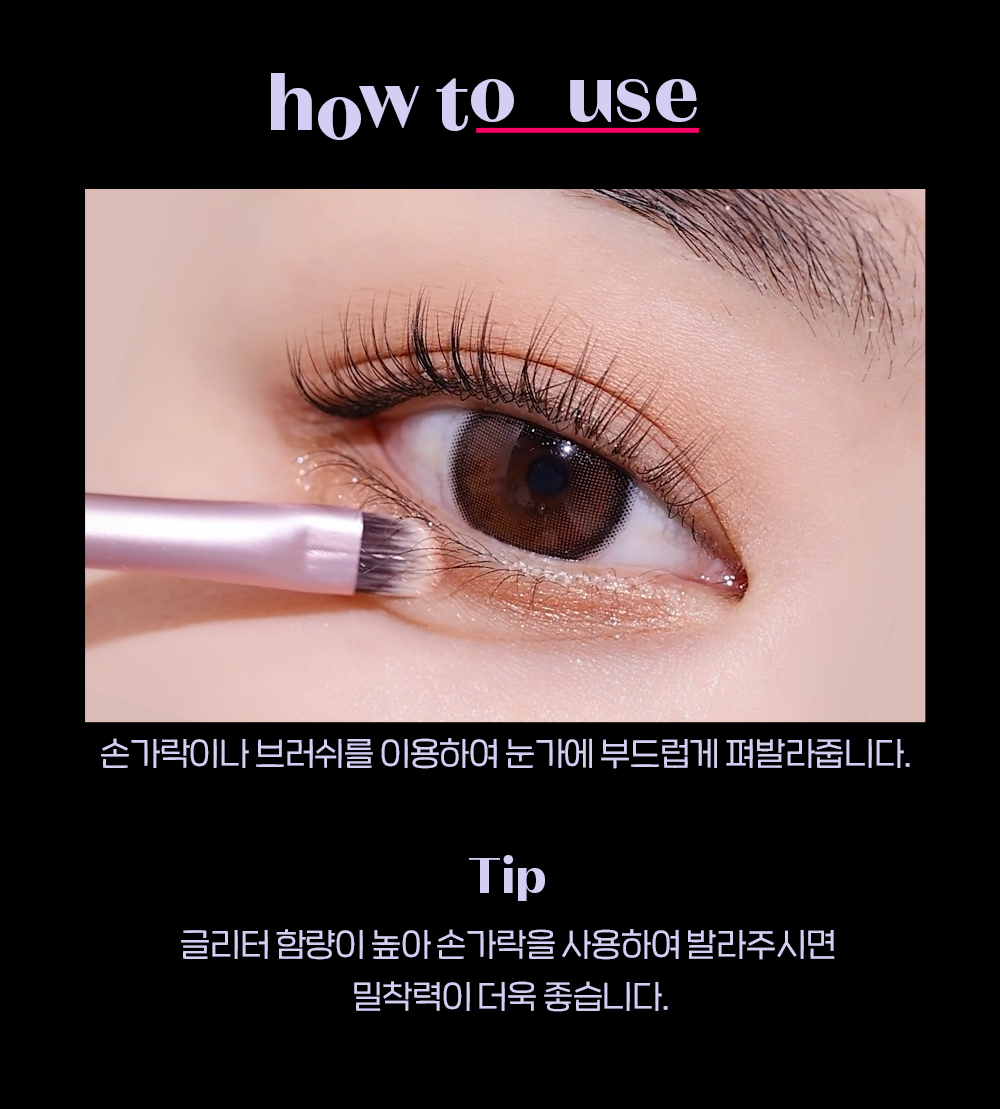 how to use
손가락이나 브러쉬를 이용하여 눈가에 부드럽게 펴발라줍니다.
Tip
글리터 함량이 높아 손가락을 사용하여 발라주시면
밀착력이 더욱 좋습니다.